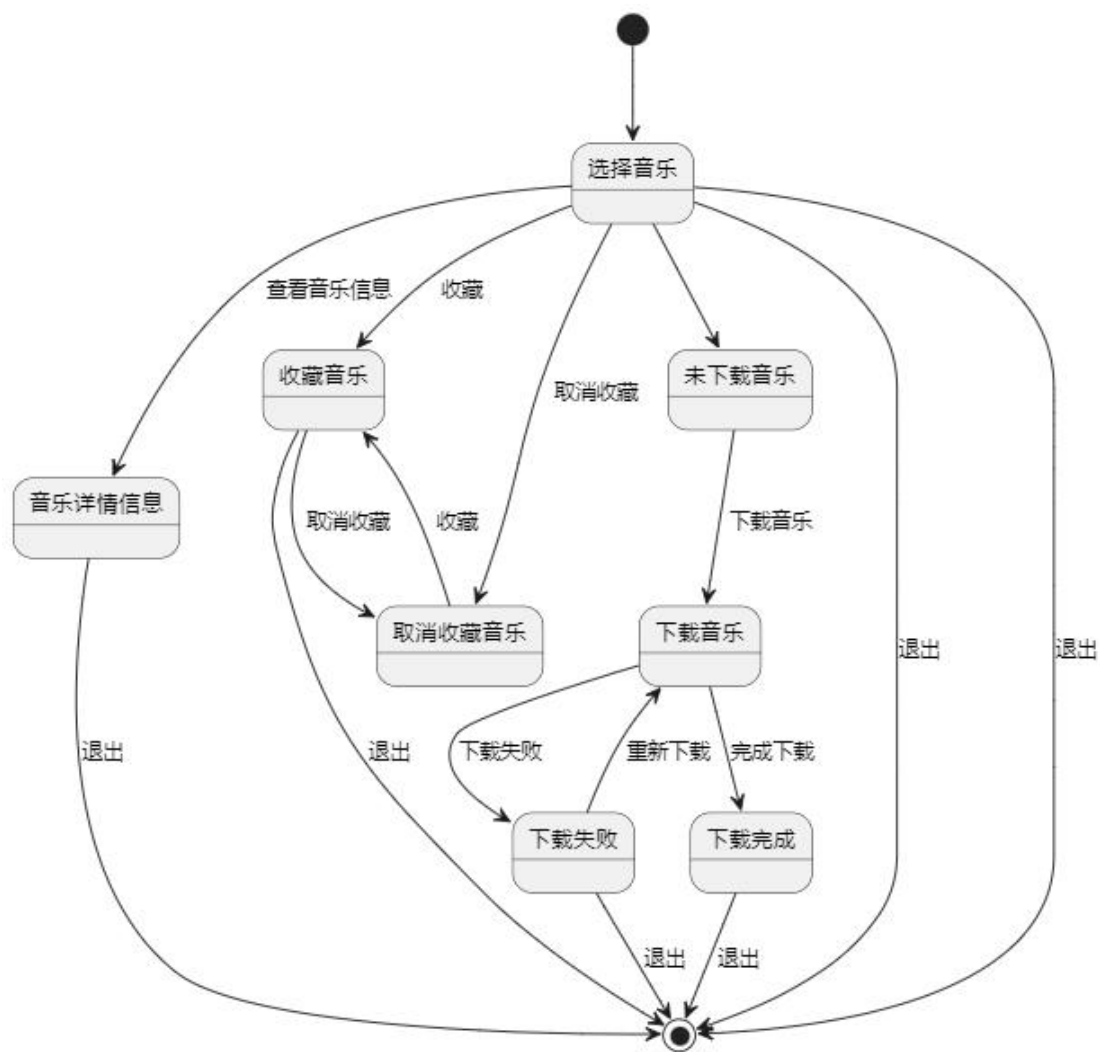 选择音乐
查看音乐信息
收藏
收藏音乐
未下载音乐
取消收藏
音乐详情信息
取消收藏
收藏
下载音乐
取消收藏音乐
下载音乐
退出
退出
退出
退出
下载失败
重新下载
完成下载
下载失败
下载完成
退出
退出